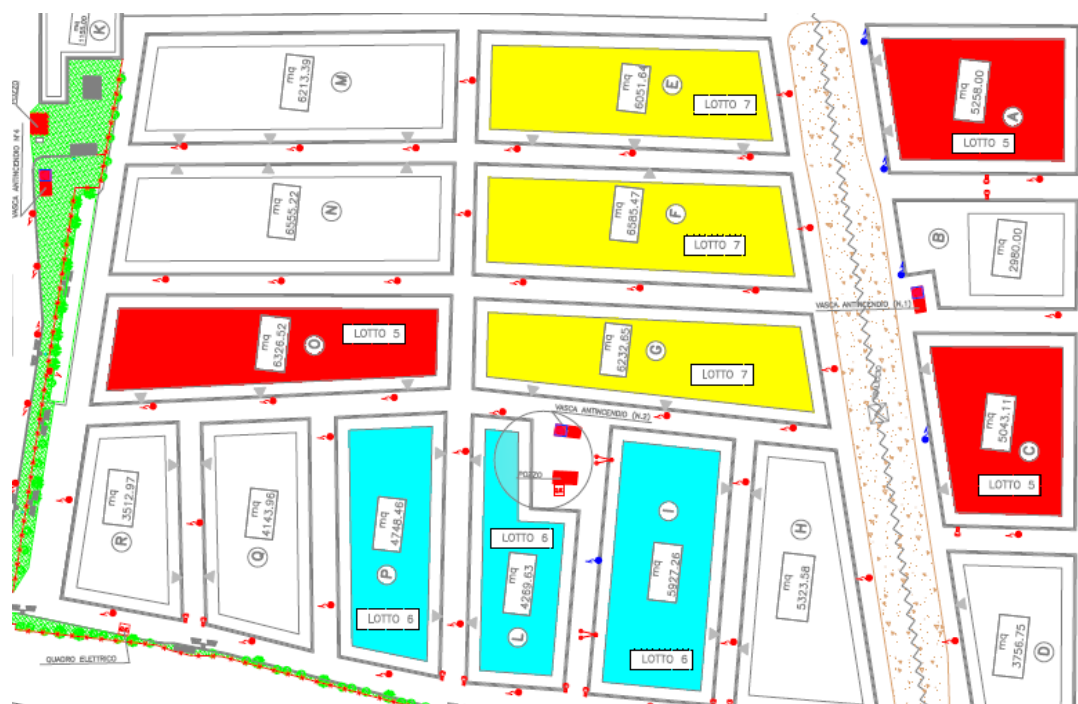 K
mq
1155.00
POZZO
VASCA ANTINCENDIO N°4
M
mq
6213.39
E
mq
6051.64
LOTTO 7
A
mq
5258.00
LOTTO 5
N
mq
6555.22
F
mq
6585.47
LOTTO 7
B
mq
2980.00
VASCA ANTINCENDIO (N.1)
O
mq
6326.52
LOTTO 5
G
mq
6232.65
LOTTO 7
C
mq
5043.11
LOTTO 5
VASCA ANTINCENDIO (N.2)
POZZO
R
mq
3512.97
Q
mq
4143.96
P
mq
4748.46
LOTTO 6
L
mq
4269.63
LOTTO 6
I
mq
5927.26
LOTTO 6
H
mq
5323.58
D
mq
3756.75
QUADRO ELETTRICO